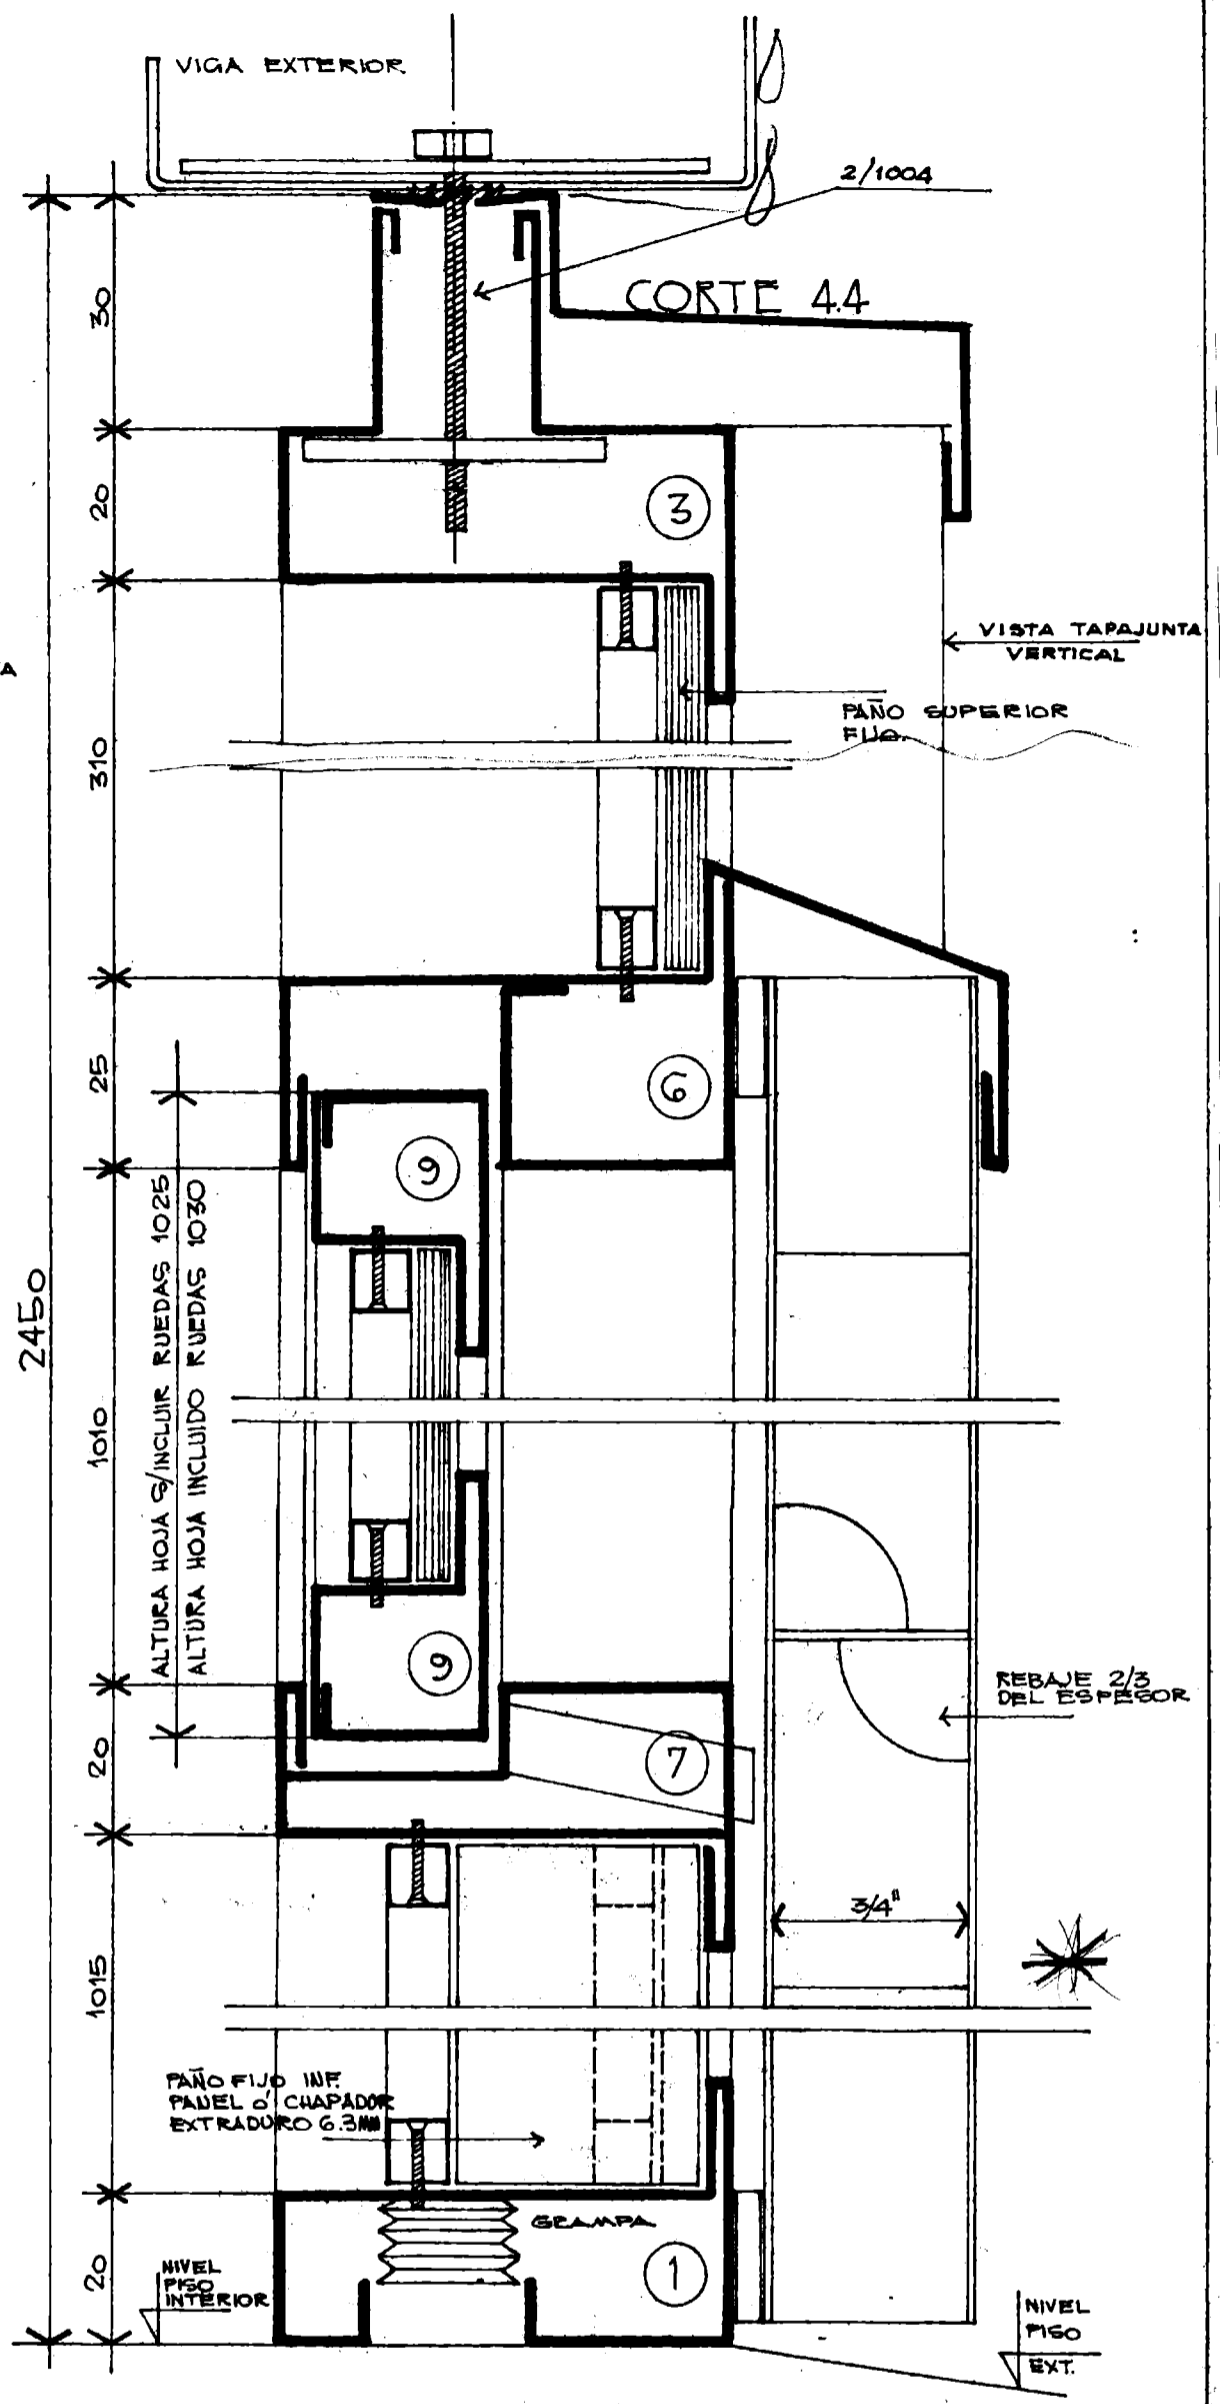 VIGA EXTERIOR
2/1004
CORTE 4.4
30
20
3
VISTA TAPAJUNTA
VERTICAL
PAÑO SUPERIOR
FIJO.
310
25
6
9
ALTURA HOJA S/INCLUIR RUEDAS 1025
ALTURA HOJA INCLUIDO RUEDAS 1030
2450
1010
9
REBAJE 2/3
DEL ESPESOR
20
7
3/4"
1015
PAÑO FIJO INF.
PANEL O' CHAPADOR
EXTRADURO 6.3MM
GRAMPA
20
1
NIVEL
PISO
INTERIOR
NIVEL
PISO
EXT.